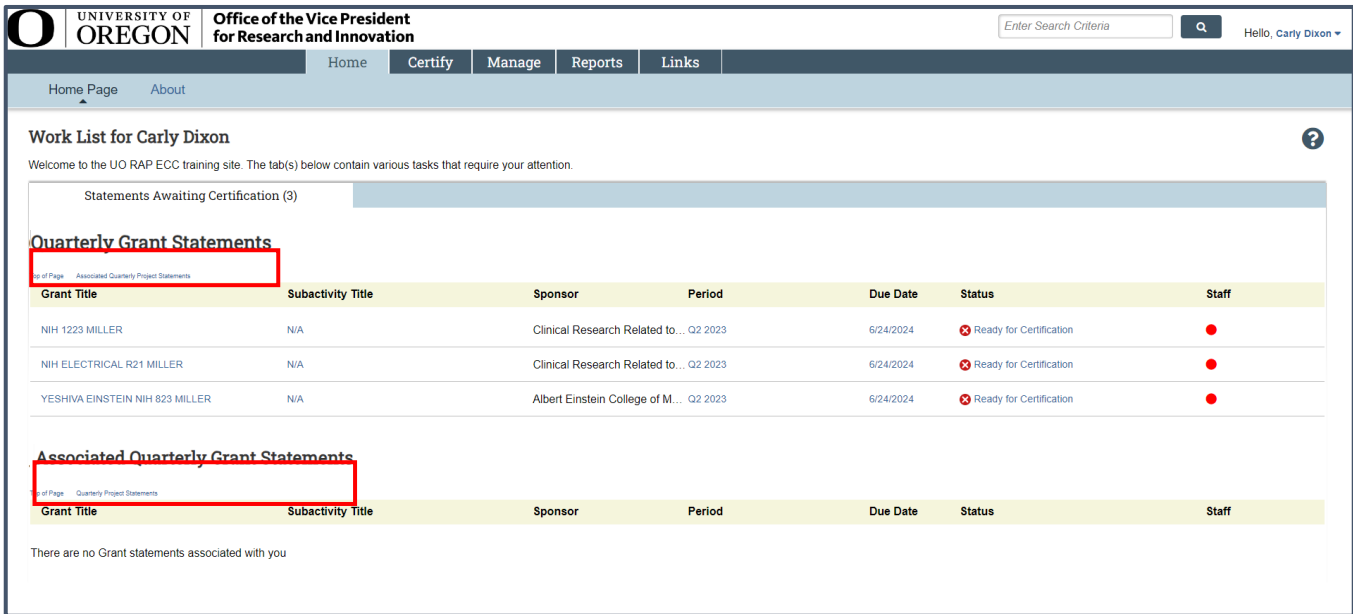 UNIVERSITY OF
OREGON
Office of the Vice President
for Research and Innovation
Enter Search Criteria
Hello, Carly Dixon
Home Certify Manage Reports Links
Home Page About
Work List for Carly Dixon
?
Welcome to the UO RAP ECC training site. The tab(s) below contain various tasks that require your attention.
Statements Awaiting Certification (3)
Quarterly Grant Statements
Top of Page Associated Quarterly Project Statements
Grant Title Subactivity Title Sponsor Period Due Date Status Staff
NIH 1223 MILLER N/A Clinical Research Related to... Q2 2023 6/24/2024 Ready for Certification
NIH ELECTRICAL R21 MILLER N/A Clinical Research Related to... Q2 2023 6/24/2024 Ready for Certification
YESHIVA EINSTEIN NIH 823 MILLER N/A Albert Einstein College of M... Q2 2023 6/24/2024 Ready for Certification
Associated Quarterly Grant Statements
Top of Page Quarterly Project Statements
Grant Title Subactivity Title Sponsor Period Due Date Status Staff
There are no Grant statements associated with you